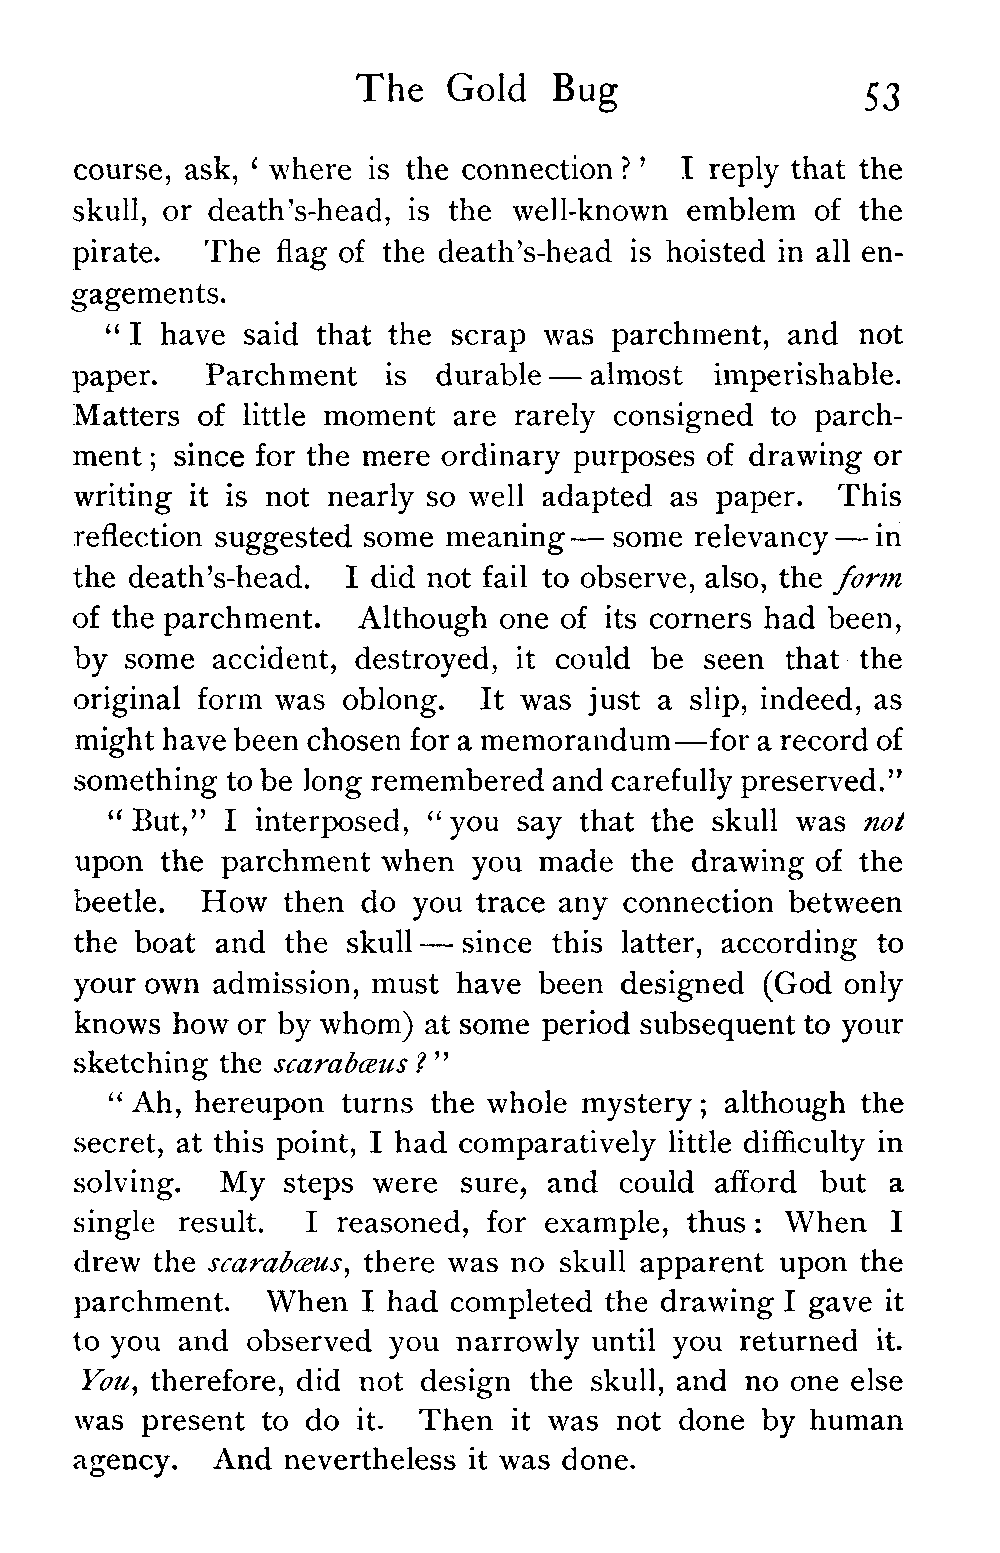 The Gold Bug 53
course, ask, ‘ where is the connection ? ’ I reply that the
skull, or death’s-head, is the well-known emblem of the
pirate. The flag of the death’s-head is hoisted in all en-
gagements.
“ I have said that the scrap was parchment, and not
paper. Parchment is durable — almost imperishable.
Matters of little moment are rarely consigned to parch-
ment ; since for the mere ordinary purposes of drawing or
writing it is not nearly so well adapted as paper. This
reflection suggested some meaning — some relevancy — in
the death’s-head. I did not fail to observe, also, the form
of the parchment. Although one of its corners had been,
by some accident, destroyed, it could be seen that the
original form was oblong. It was just a slip, indeed, as
might have been chosen for a memorandum—for a record of
something to be long remembered and carefully preserved.”
“ But,” I interposed, “ you say that the skull was not
upon the parchment when you made the drawing of the
beetle. How then do you trace any connection between
the boat and the skull — since this latter, according to
your own admission, must have been designed (God only
knows how or by whom) at some period subsequent to your
sketching the scarabœus ? ”
“ Ah, hereupon turns the whole mystery ; although the
secret, at this point, I had comparatively little difficulty in
solving. My steps were sure, and could afford but a
single result. I reasoned, for example, thus : When I
drew the scarabœus, there was no skull apparent upon the
parchment. When I had completed the drawing I gave it
to you and observed you narrowly until you returned it.
You, therefore, did not design the skull, and no one else
was present to do it. Then it was not done by human
agency. And nevertheless it was done.